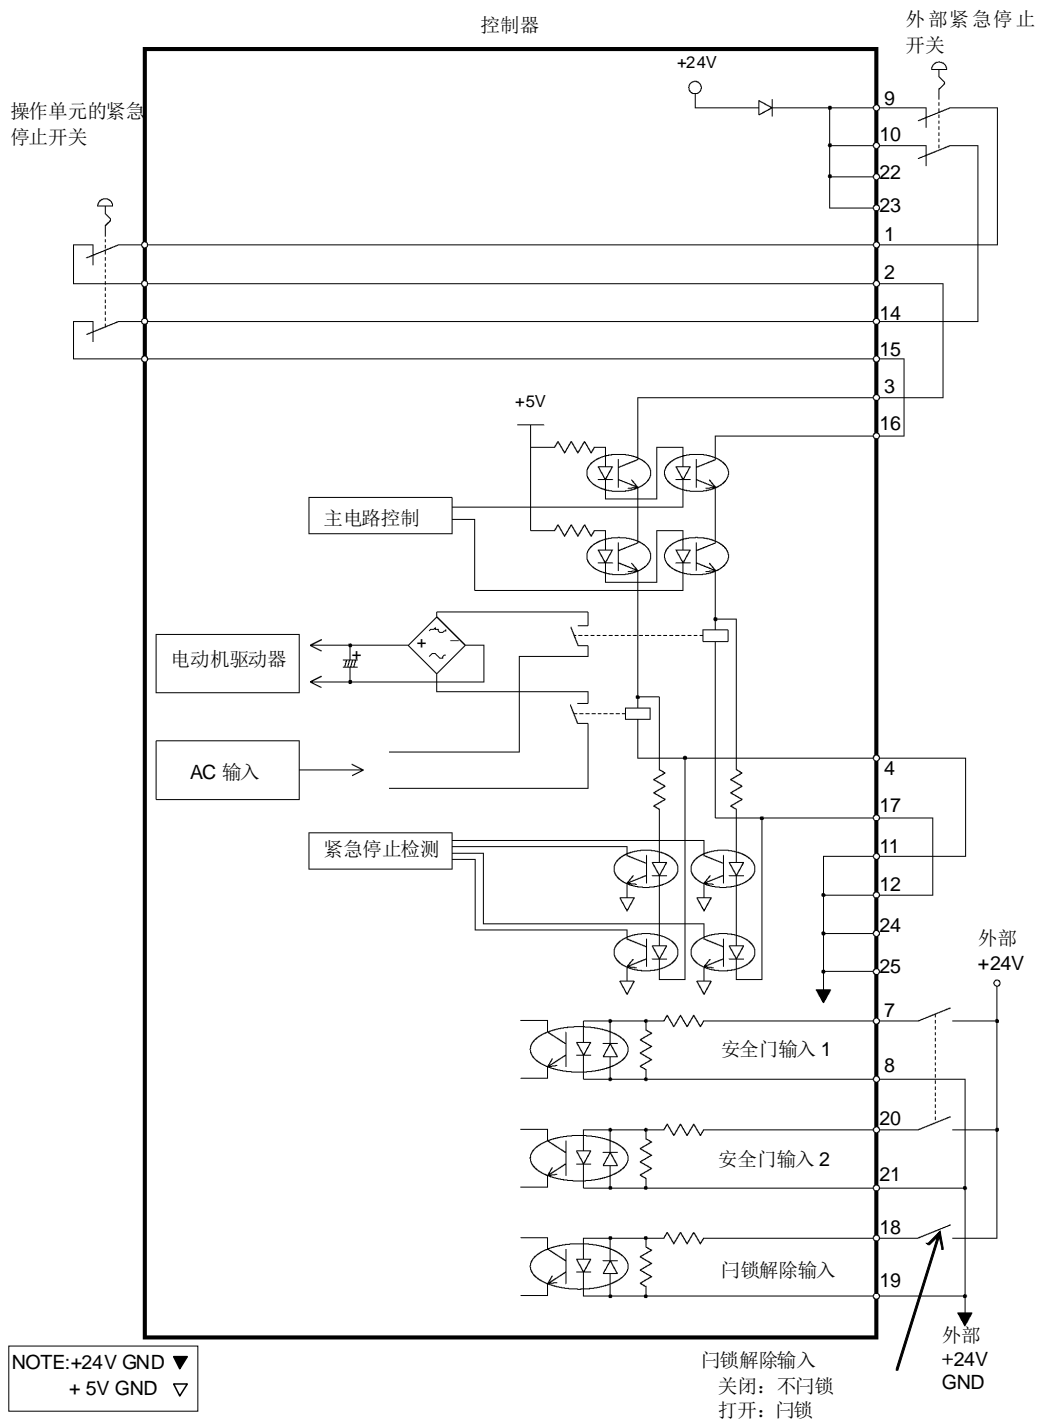 控制器
外部紧急停止
开关
+24V
操作单元的紧急
停止开关
9
10
22
23
1
2
14
15
3
16
+5V
主电路控制
电动机驱动器
+
+
AC 输入
4
17
紧急停止检测
11
12
24
25
外部
+24V
7
安全门输入 1
8
20
安全门输入 2
21
18
闩锁解除输入
19
外部
+24V
GND
NOTE:+24V GND ▼
+ 5V GND ▽
闩锁解除输入
关闭：不闩锁
打开：闩锁